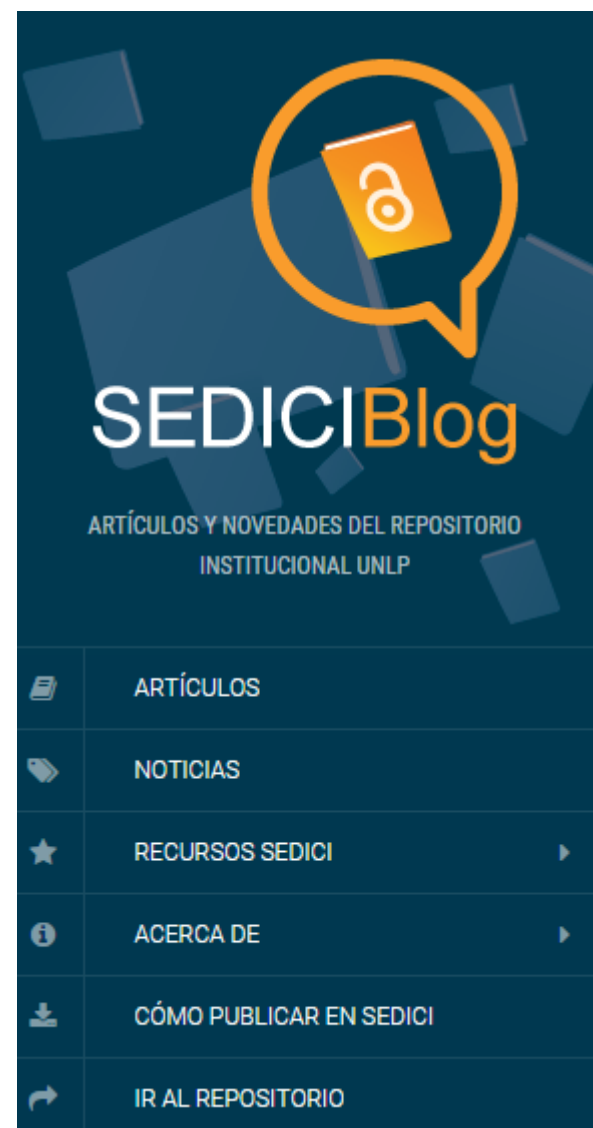 SEDICIBlog
ARTÍCULOS Y NOVEDADES DEL REPOSITORIO
INSTITUCIONAL UNLP
ARTÍCULOS
NOTICIAS
RECURSOS SEDICI
ACERCA DE
CÓMO PUBLICAR EN SEDICI
IR AL REPOSITORIO